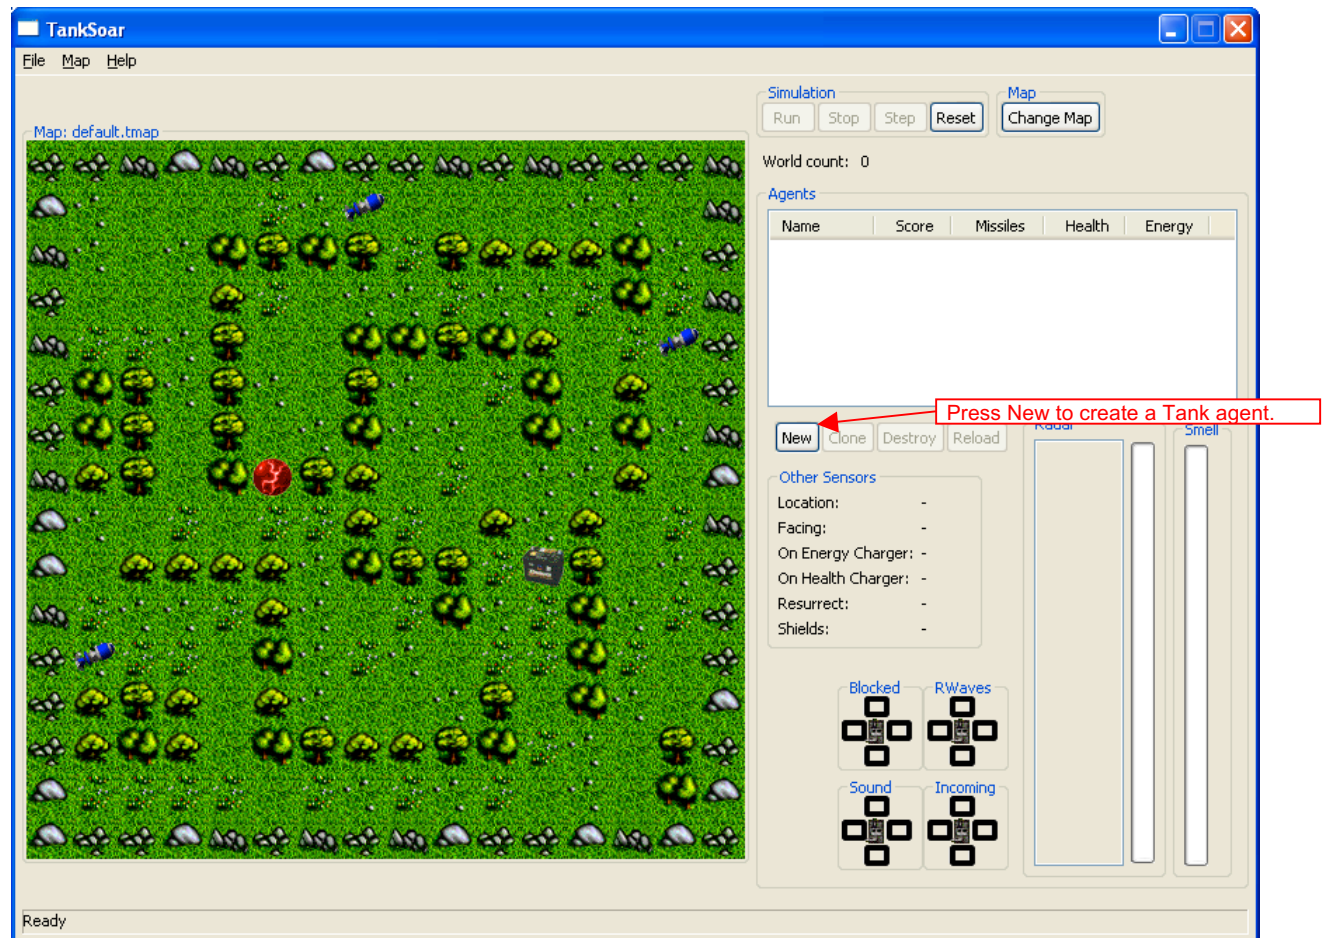 TankSoar
File Map Help
Simulation
Map
Run Stop Step Reset
Change Map
Map: default.tmap
World count: 0
Agents
Name Score Missiles Health Energy
Press New to create a Tank agent.
New Clone Destroy Reload
Radar
Smell
Other Sensors
Location: -
Facing: -
On Energy Charger: -
On Health Charger: -
Resurrect: -
Shields: -
Blocked
RWaves
Sound
Incoming
Ready